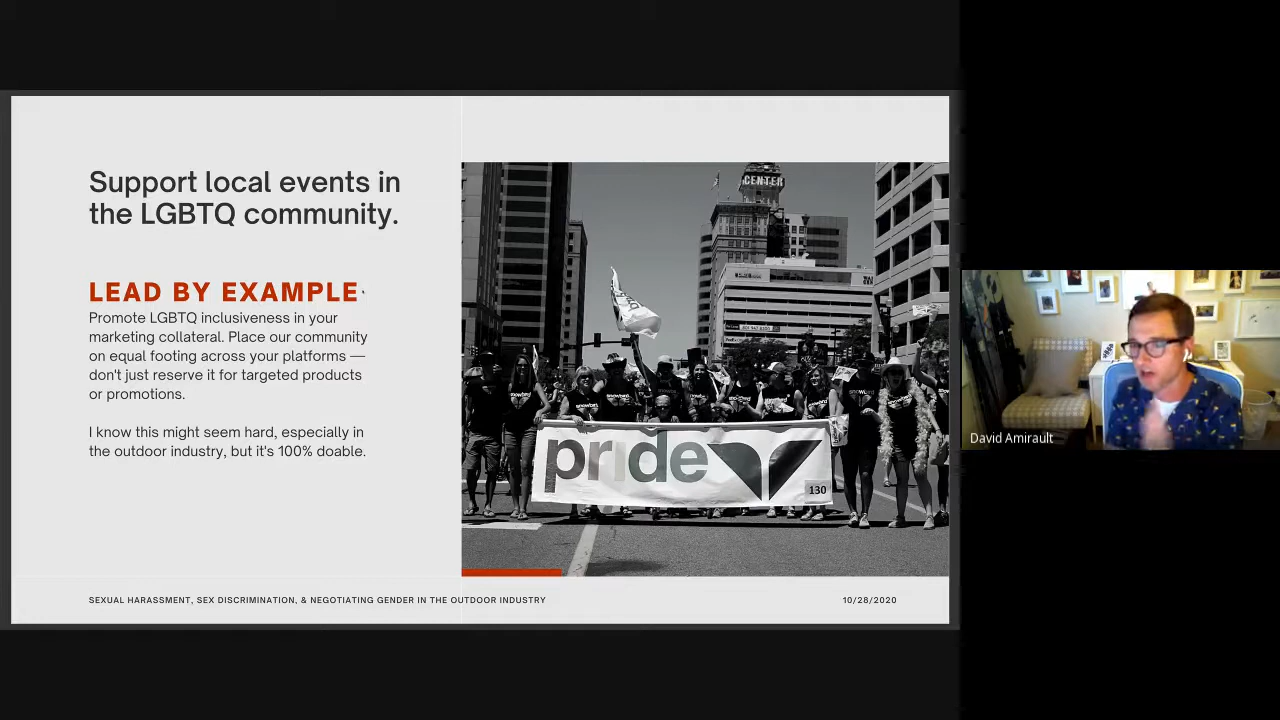 Support local events in
the LGBTQ community.
LEAD BY EXAMPLE
Promote LGBTQ inclusiveness in your
marketing collateral. Place our community
on equal footing across your platforms —
don't just reserve it for targeted products
or promotions.
I know this might seem hard, especially in
the outdoor industry, but it's 100% doable.
CENTER
snowbird
pride
130
SEXUAL HARASSMENT, SEX DISCRIMINATION, & NEGOTIATING GENDER IN THE OUTDOOR INDUSTRY
10/28/2020
David Amirault